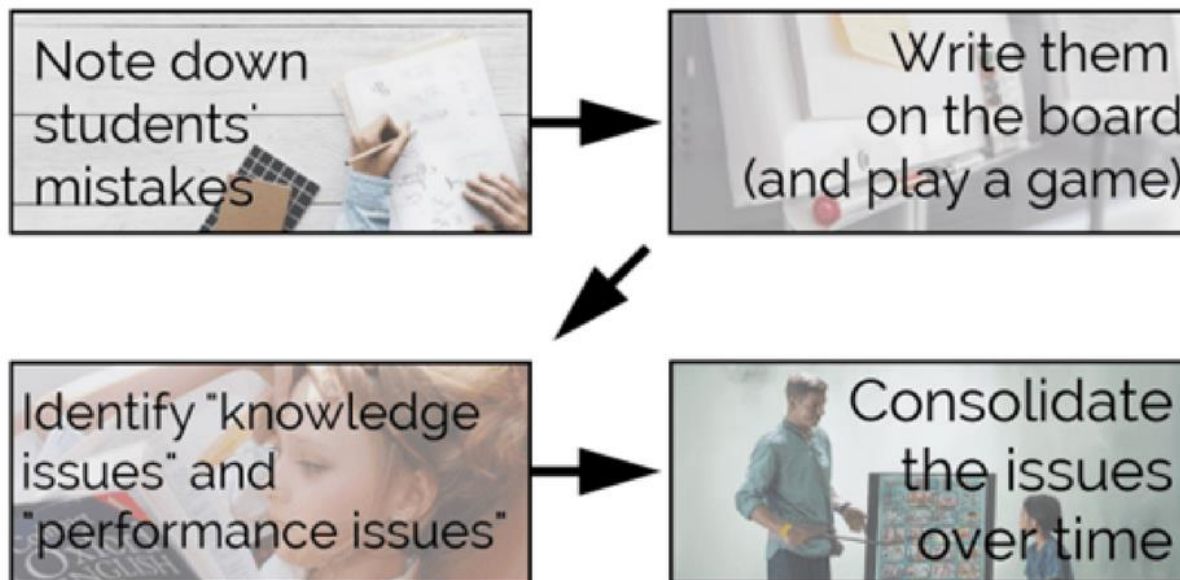 Note down
students'
mistakes
Write them
on the board
(and play a game)
Identify "knowledge
issues" and
"performance issues"
ENGLISH
Consolidate
the issues
over time